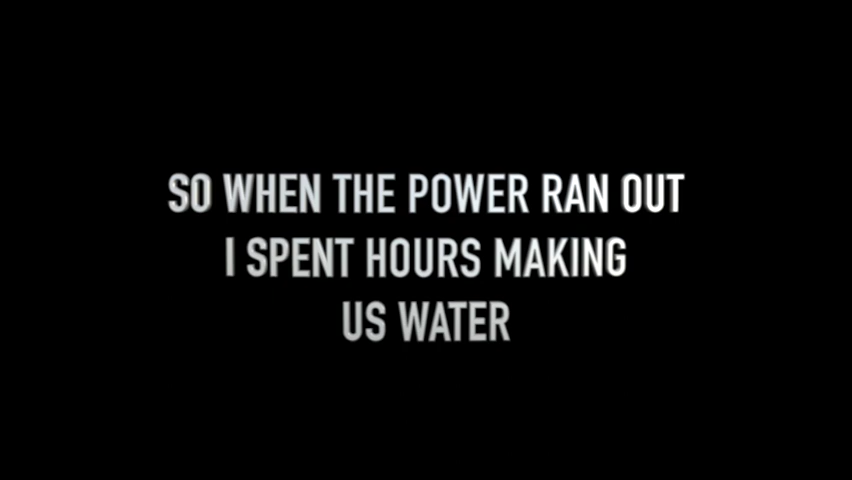 SO WHEN THE POWER RAN OUT
I SPENT HOURS MAKING
US WATER